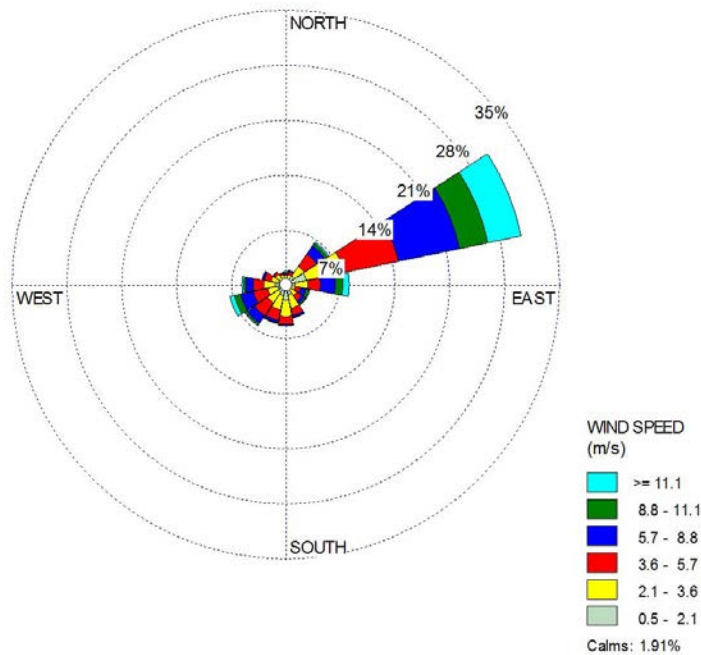 NORTH
35%
28%
21%
14%
7%
WEST
EAST
SOUTH
WIND SPEED
(m/s)
>= 11.1
8.8 - 11.1
5.7 - 8.8
3.6 - 5.7
2.1 - 3.6
0.5 - 2.1
Calms: 1.91%